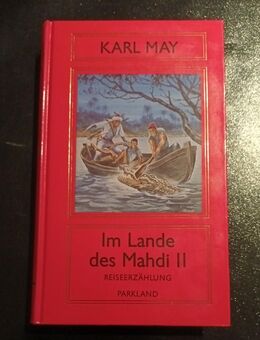 KARL MAY
Im Lande
des Mahdi II
REISEERZÄHLUNG
PARKLAND